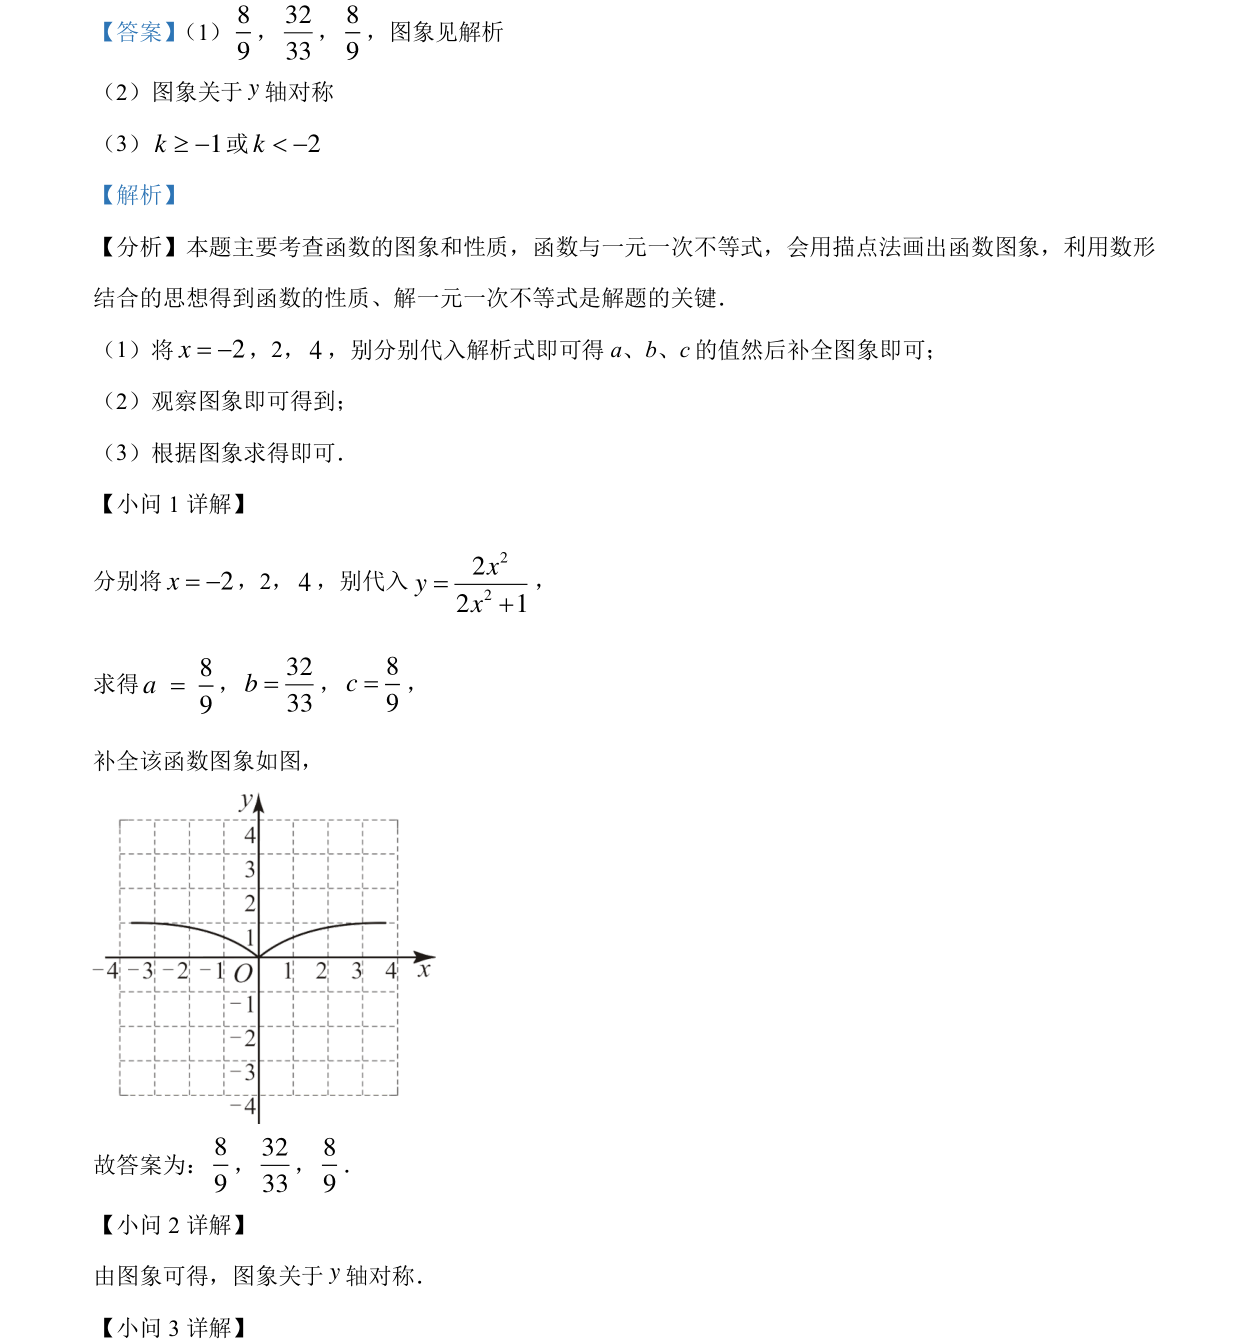 【答案】（1）8/9，32/33，8/9，图象见解析
（2）图象关于 y 轴对称
（3）k ≥ −1或k < −2
【解析】
【分析】本题主要考查函数的图象和性质，函数与一元一次不等式，会用描点法画出函数图象，利用数形
结合的思想得到函数的性质、解一元一次不等式是解题的关键．
（1）将 x = −2，2， 4 ，别分别代入解析式即可得 a、b、c 的值然后补全图象即可；
（2）观察图象即可得到；
（3）根据图象求得即可．
【小问 1 详解】
分别将 x = −2，2， 4 ，别代入 y = 2x²/(2x² +1)，
求得 a = 8/9，b = 32/33，c = 8/9，
补全该函数图象如图，
y
4
3
2
1
−4 −3 −2 −1 O 1 2 3 4 x
−1
−2
−3
−4
故答案为：8/9，32/33，8/9．
【小问 2 详解】
由图象可得，图象关于 y 轴对称．
【小问 3 详解】